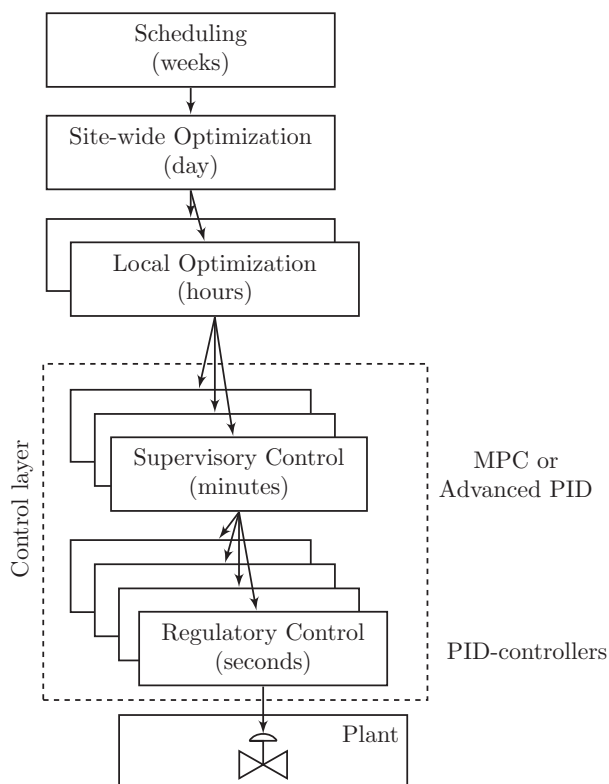 Scheduling
(weeks)
Site-wide Optimization
(day)
Local Optimization
(hours)
Control layer
Supervisory Control
(minutes)
MPC or
Advanced PID
Regulatory Control
(seconds)
PID-controllers
Plant